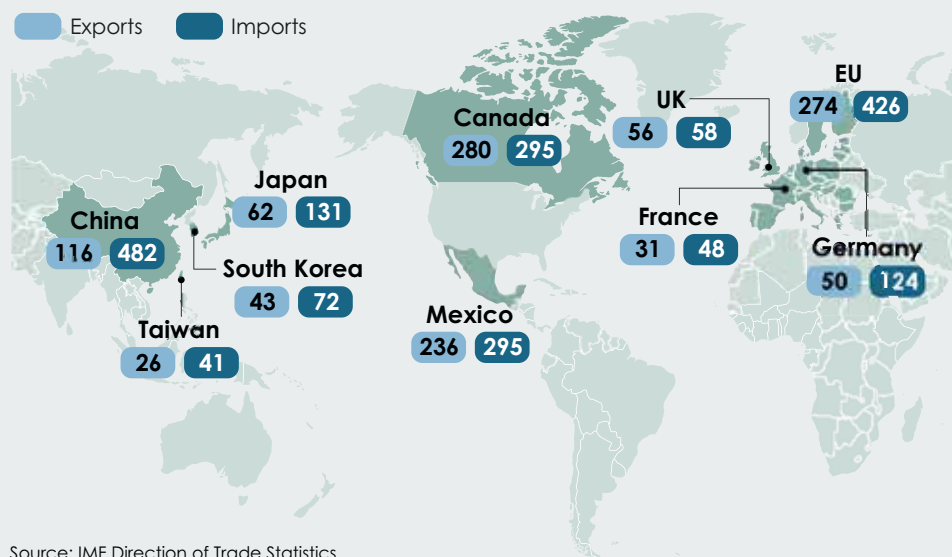 Exports Imports
EU
274 426
UK
56 58
Canada
280 295
Japan
62 131
China
116 482
France
31 48
Germany
50 124
South Korea
43 72
Mexico
236 295
Taiwan
26 41
Source: IMF Direction of Trade Statistics